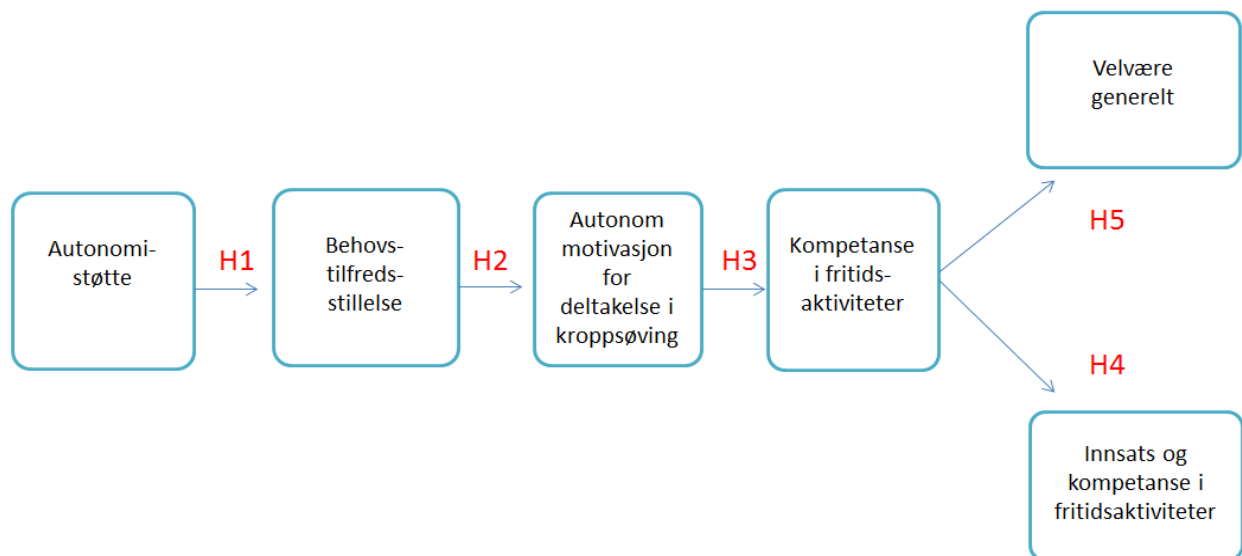 Velvære
generelt
Autonomi-
støtte
H1
Behovs-
tilfreds-
stillelse
H2
Autonom
motivasjon
for
deltakelse i
kroppsøving
H3
Kompetanse
i fritids-
aktiviteter
H5
H4
Innsats og
kompetanse i
fritidsaktiviteter